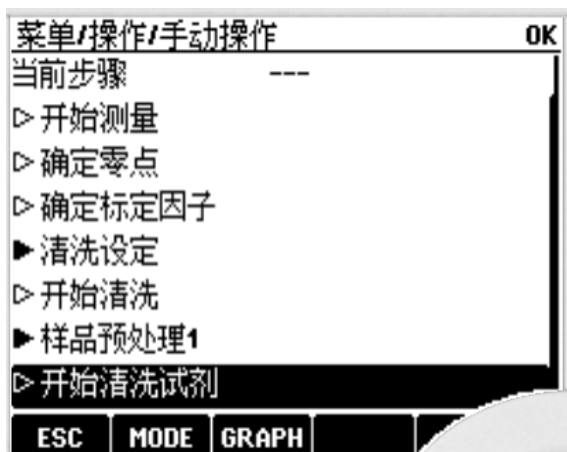 菜单/操作/手动操作 OK
当前步骤 ---
▷开始测量
▷确定零点
▷确定标定因子
▶清洗设定
▷开始清洗
▶样品预处理1
▷开始清洗试剂
ESC MODE GRAPH